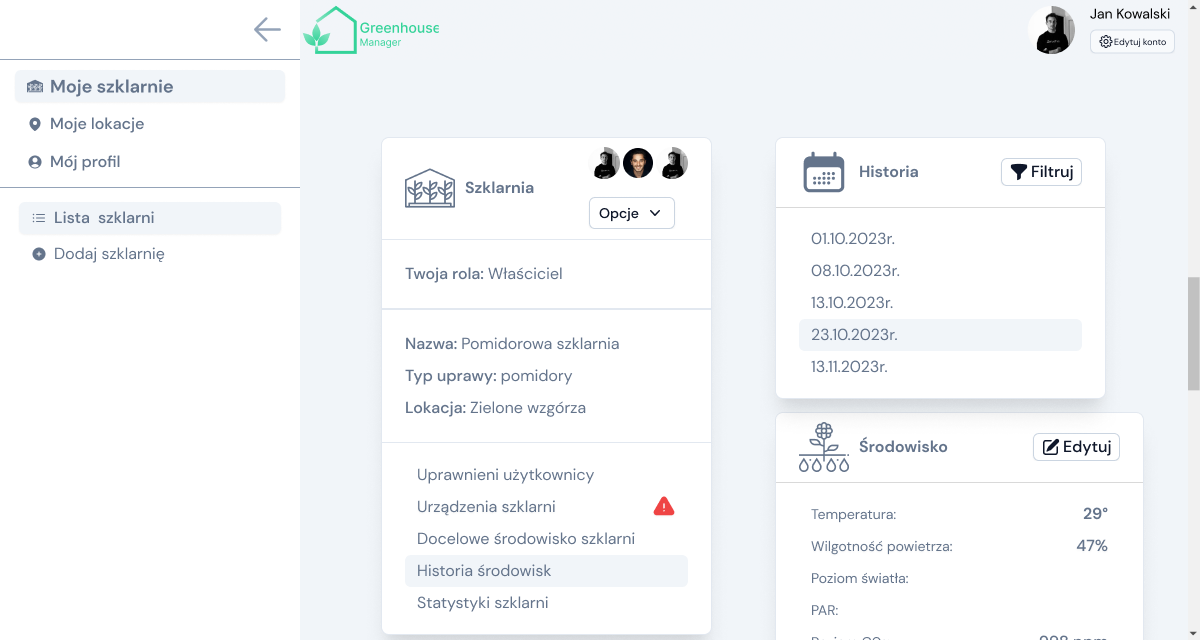 Greenhouse
Manager
Jan Kowalski
Edytuj konto
Moje szklarnie
Moje lokacje
Mój profil
Lista szklarni
Dodaj szklarnię
Szklarnia
Opcje
Twoja rola: Właściciel
Nazwa: Pomidorowa szklarnia
Typ uprawy: pomidory
Lokacja: Zielone wzgórza
Uprawnieni użytkownicy
Urządzenia szklarni
Docelowe środowisko szklarni
Historia środowisk
Statystyki szklarni
Historia
Filtruj
01.10.2023r.
08.10.2023r.
13.10.2023r.
23.10.2023r.
13.11.2023r.
Środowisko
Edytuj
Temperatura: 29°
Wilgotność powietrza: 47%
Poziom światła:
PAR: